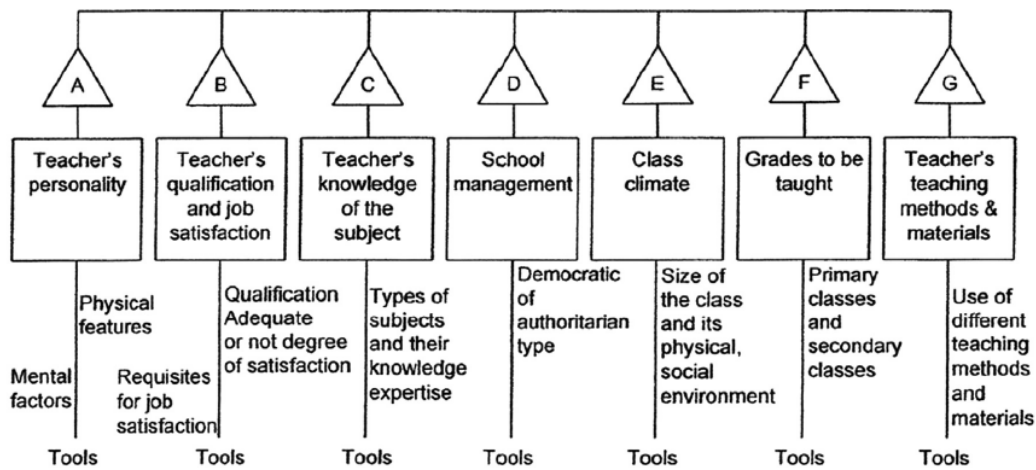 A
B
C
D
E
F
G
Teacher's
personality
Teacher's
qualification
and job
satisfaction
Teacher's
knowledge
of the
subject
School
management
Class
climate
Grades to be
taught
Teacher's
teaching
methods &
materials
Physical
features
Mental
factors
Qualification
Adequate
or not degree
of satisfaction
Requisites
for job
satisfaction
Types of
subjects
and their
knowledge
expertise
Democratic
of
authoritarian
type
Size of
the class
and its
physical,
social
environment
Primary
classes
and
secondary
classes
Use of
different
teaching
methods
and
materials
Tools
Tools
Tools
Tools
Tools
Tools
Tools